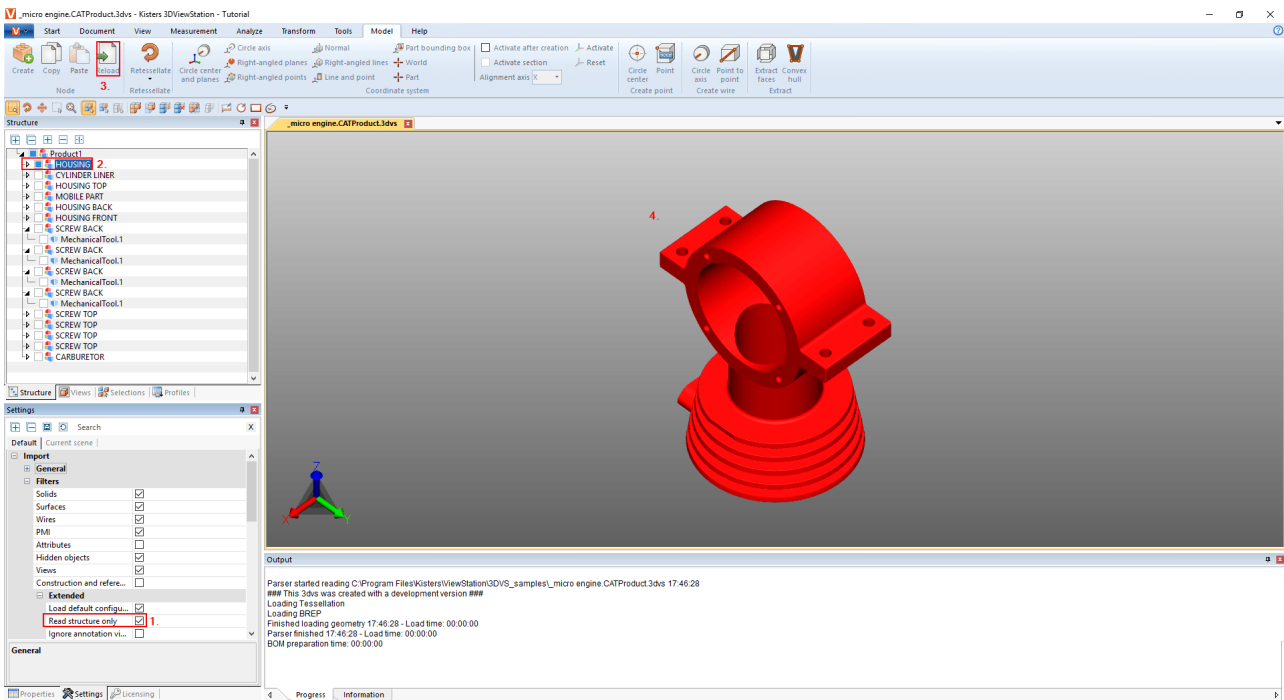 _micro engine.CATProduct.3dvs - Kisters 3DViewStation - Tutorial
Start Document View Measurement Analyze Transform Tools Model Help
Create Copy Paste Reload
3.
Node
Retessellate
Retessellate
Circle center and planes
Circle axis
Right-angled planes
Right-angled points
Normal
Right-angled lines
Line and point
Part bounding box
World
Part
Activate after creation
Activate section
Alignment axis X
Activate
Reset
Coordinate system
Circle center
Point
Create point
Circle axis
Point to point
Create wire
Extract faces
Convex hull
Extract
Structure
_micro engine.CATProduct.3dvs
Product1
HOUSING 2.
CYLINDER LINER
HOUSING TOP
MOBILE PART
HOUSING BACK
HOUSING FRONT
SCREW BACK
MechanicalTool.1
SCREW BACK
MechanicalTool.1
SCREW BACK
MechanicalTool.1
SCREW BACK
MechanicalTool.1
SCREW TOP
SCREW TOP
SCREW TOP
SCREW TOP
CARBURETOR
Structure Views Selections Profiles
4.
Z
X
Y
Settings
Search X
Default Current scene
Import
General
Filters
Solids
Surfaces
Wires
PMI
Attributes
Hidden objects
Views
Construction and refere...
Extended
Load default configu...
Read structure only 1.
Ignore annotation vi...
General
Properties Settings Licensing
Output
Parser started reading C:\Program Files\Kisters\ViewStation\3DVS_samples\_micro engine.CATProduct.3dvs 17:46:28
### This 3dvs was created with a development version ###
Loading Tessellation
Loading BREP
Finished loading geometry 17:46:28 - Load time: 00:00:00
Parser finished 17:46:28 - Load time: 00:00:00
BOM preparation time: 00:00:00
Progress Information